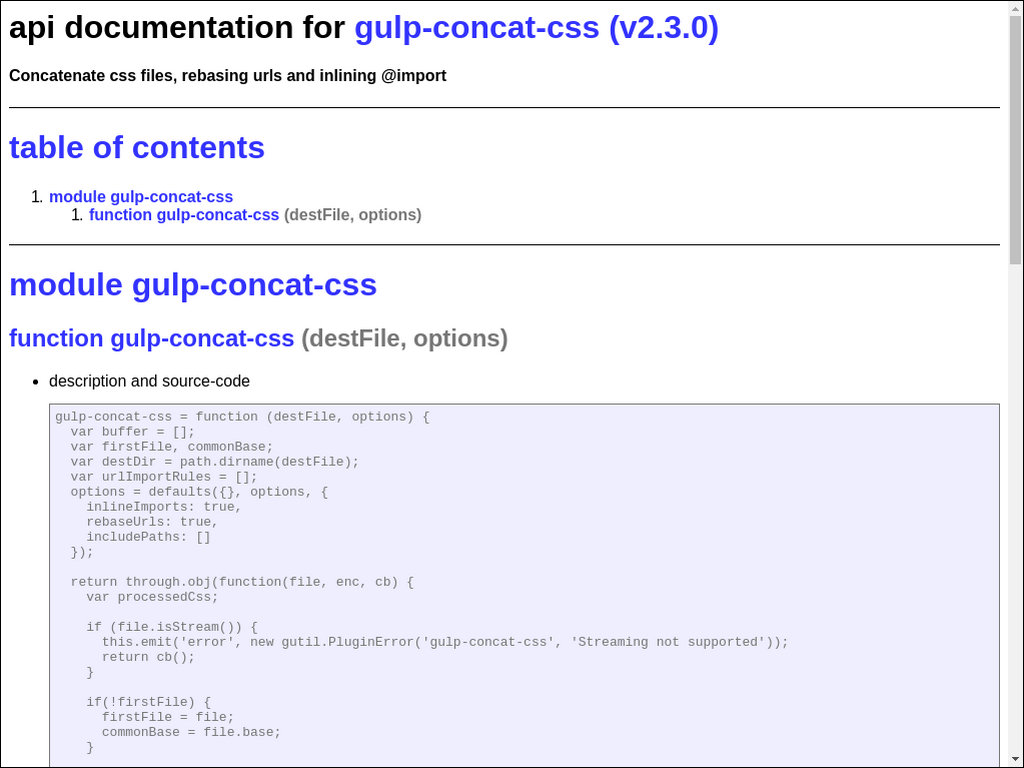 api documentation for gulp-concat-css (v2.3.0)
Concatenate css files, rebasing urls and inlining @import
table of contents
1. module gulp-concat-css
1. function gulp-concat-css (destFile, options)
module gulp-concat-css
function gulp-concat-css (destFile, options)
• description and source-code
gulp-concat-css = function (destFile, options) {
  var buffer = [];
  var firstFile, commonBase;
  var destDir = path.dirname(destFile);
  var urlImportRules = [];
  options = defaults({}, options, {
    inlineImports: true,
    rebaseUrls: true,
    includePaths: []
  });

  return through.obj(function(file, enc, cb) {
    var processedCss;

    if (file.isStream()) {
      this.emit('error', new gutil.PluginError('gulp-concat-css', 'Streaming not supported'));
      return cb();
    }

    if(!firstFile) {
      firstFile = file;
      commonBase = file.base;
    }